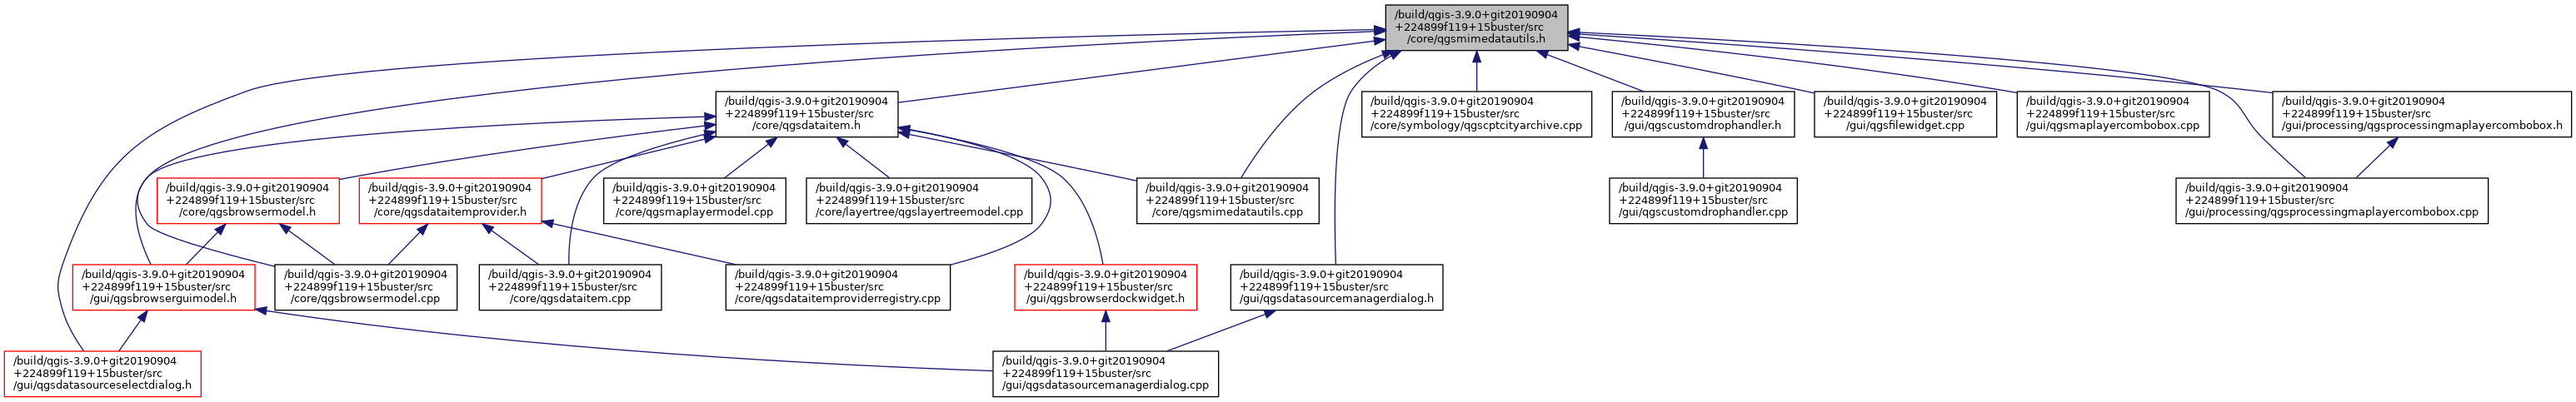 /build/qgis-3.9.0+git20190904
+224899f119+15buster/src
/core/qgsmimedatautils.h
/build/qgis-3.9.0+git20190904
+224899f119+15buster/src
/core/qgsdataitem.h
/build/qgis-3.9.0+git20190904
+224899f119+15buster/src
/core/symbology/qgscptcityarchive.cpp
/build/qgis-3.9.0+git20190904
+224899f119+15buster/src
/gui/qgscustomdrophandler.h
/build/qgis-3.9.0+git20190904
+224899f119+15buster/src
/gui/qgsfilewidget.cpp
/build/qgis-3.9.0+git20190904
+224899f119+15buster/src
/gui/qgsmaplayercombobox.cpp
/build/qgis-3.9.0+git20190904
+224899f119+15buster/src
/gui/processing/qgsprocessingmaplayercombobox.h
/build/qgis-3.9.0+git20190904
+224899f119+15buster/src
/core/qgsbrowsermodel.h
/build/qgis-3.9.0+git20190904
+224899f119+15buster/src
/core/qgsdataitemprovider.h
/build/qgis-3.9.0+git20190904
+224899f119+15buster/src
/core/qgsmaplayermodel.cpp
/build/qgis-3.9.0+git20190904
+224899f119+15buster/src
/core/layertree/qgslayertreemodel.cpp
/build/qgis-3.9.0+git20190904
+224899f119+15buster/src
/core/qgsmimedatautils.cpp
/build/qgis-3.9.0+git20190904
+224899f119+15buster/src
/gui/qgscustomdrophandler.cpp
/build/qgis-3.9.0+git20190904
+224899f119+15buster/src
/gui/processing/qgsprocessingmaplayercombobox.cpp
/build/qgis-3.9.0+git20190904
+224899f119+15buster/src
/gui/qgsbrowserguimodel.h
/build/qgis-3.9.0+git20190904
+224899f119+15buster/src
/core/qgsbrowsermodel.cpp
/build/qgis-3.9.0+git20190904
+224899f119+15buster/src
/core/qgsdataitem.cpp
/build/qgis-3.9.0+git20190904
+224899f119+15buster/src
/core/qgsdataitemproviderregistry.cpp
/build/qgis-3.9.0+git20190904
+224899f119+15buster/src
/gui/qgsbrowserdockwidget.h
/build/qgis-3.9.0+git20190904
+224899f119+15buster/src
/gui/qgsdatasourcemanagerdialog.h
/build/qgis-3.9.0+git20190904
+224899f119+15buster/src
/gui/qgsdatasourceselectdialog.h
/build/qgis-3.9.0+git20190904
+224899f119+15buster/src
/gui/qgsdatasourcemanagerdialog.cpp